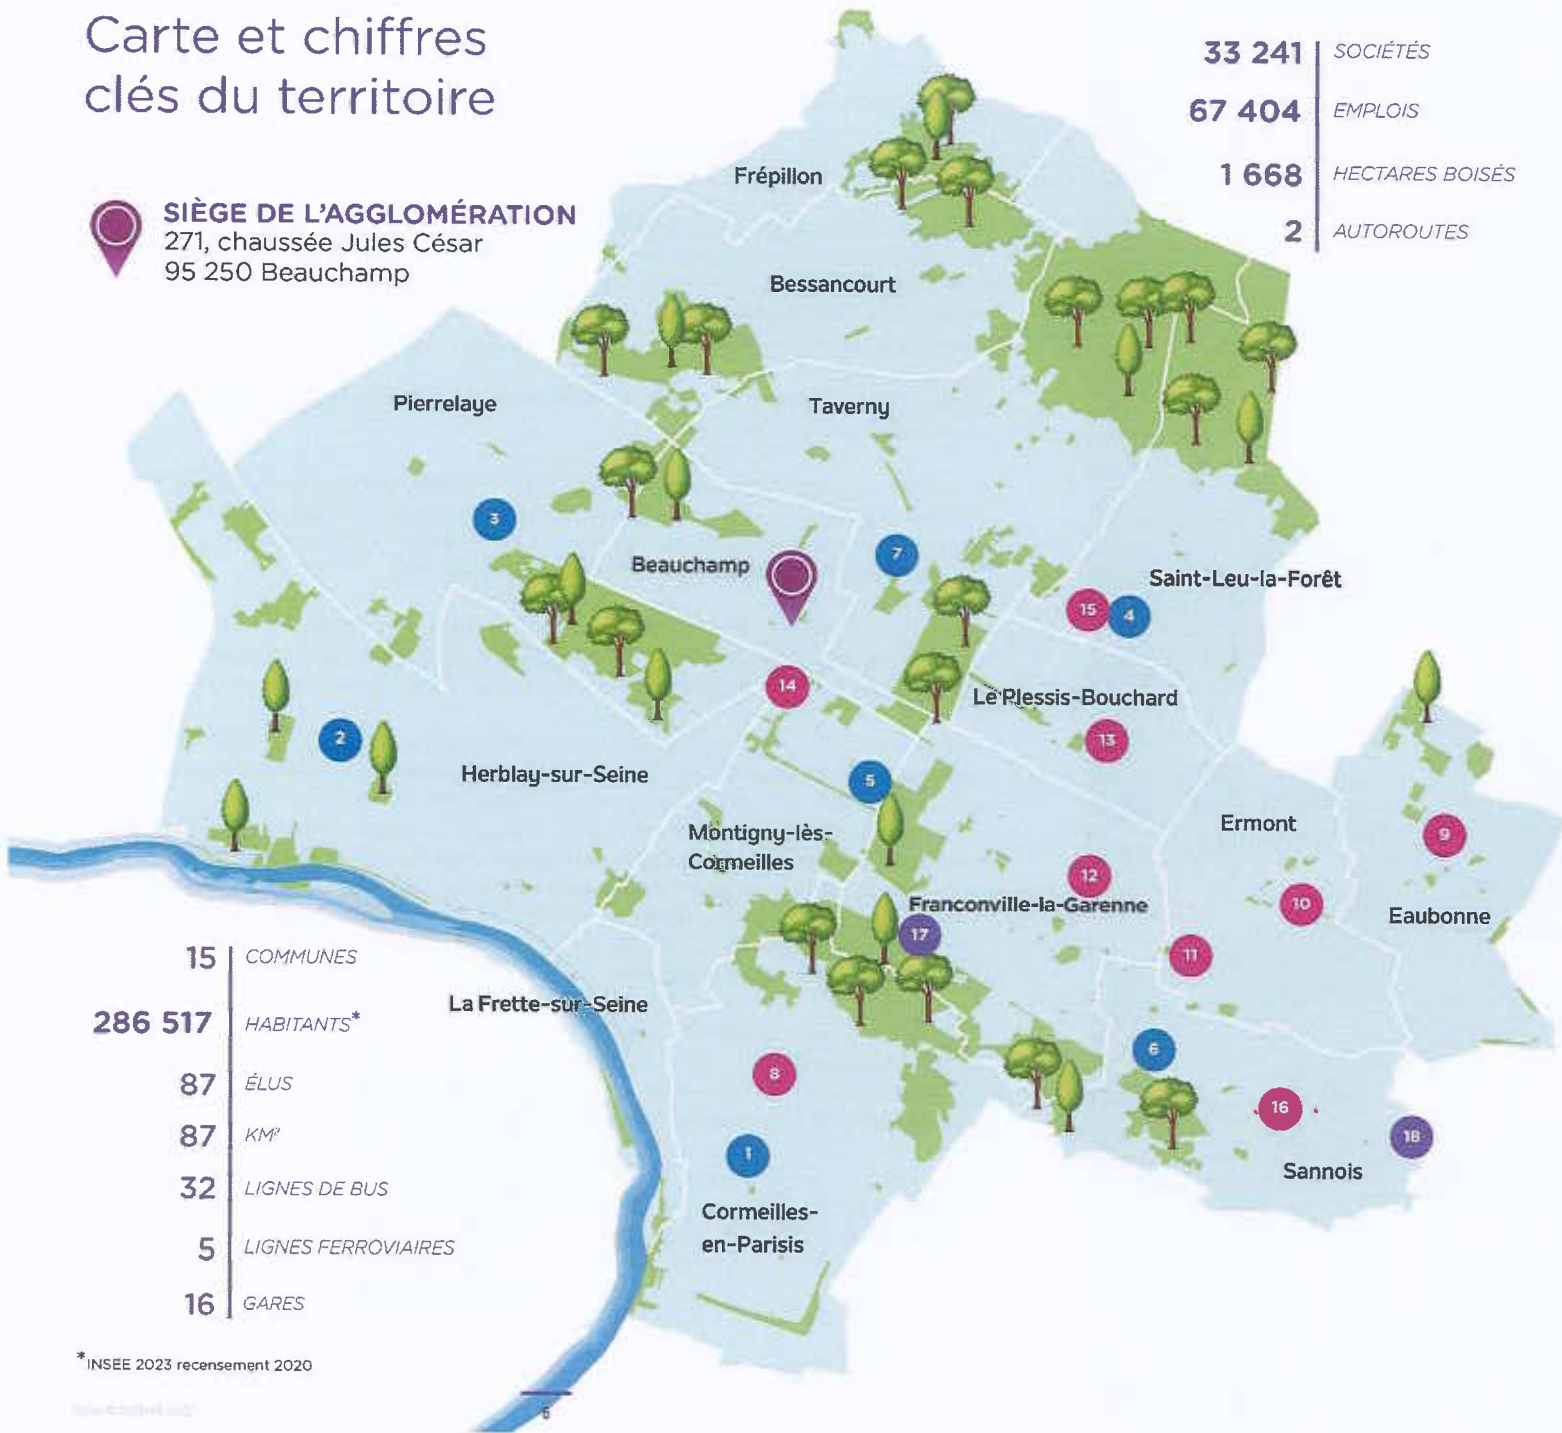 Carte et chiffres
clés du territoire
33 241 SOCIÉTÉS
67 404 EMPLOIS
1 668 HECTARES BOISÉS
2 AUTOROUTES
SIÈGE DE L'AGGLOMÉRATION
271, chaussée Jules César
95 250 Beauchamp
Frépillon
Bessancourt
Pierrelaye
Taverny
3
7
Beauchamp
Saint-Leu-la-Forêt
15
4
14
Le Plessis-Bouchard
13
2
Herblay-sur-Seine
5
Montigny-lès-
Cormeilles
Ermont
9
12
Franconville-la-Garenne
10
Eaubonne
17
11
15 COMMUNES
286 517 HABITANTS*
87 ÉLUS
87 KM²
32 LIGNES DE BUS
5 LIGNES FERROVIAIRES
16 GARES
La Frette-sur-Seine
6
8
16
18
1
Sannois
Cormeilles-
en-Parisis
*INSEE 2023 recensement 2020
6